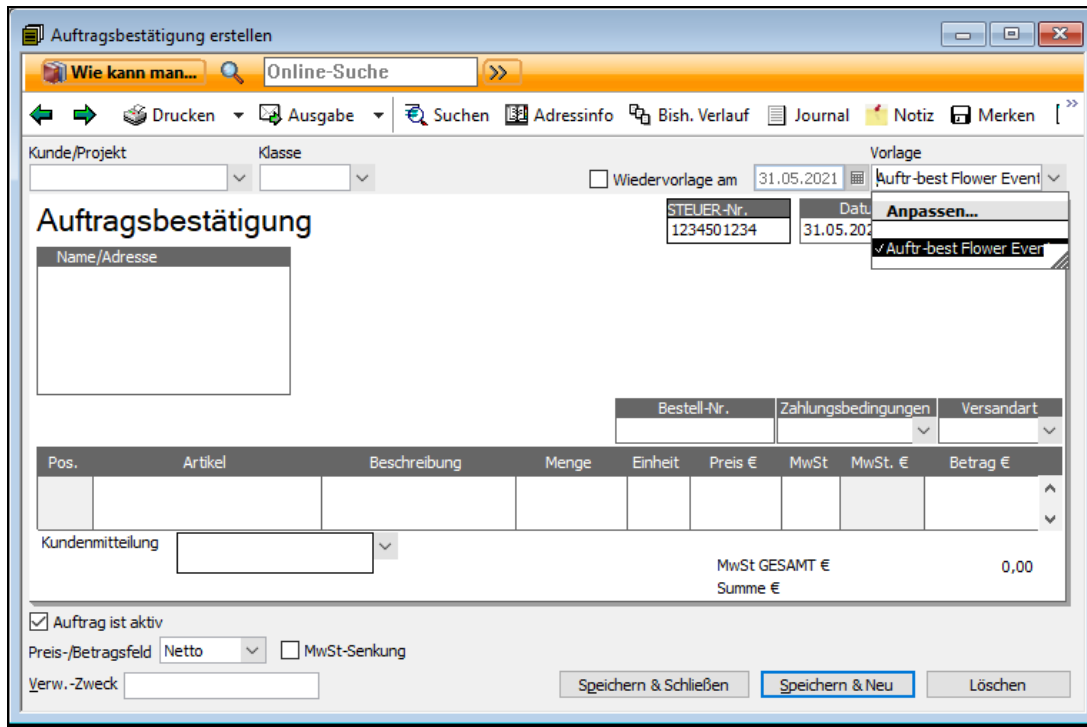 Auftragsbestätigung erstellen
Wie kann man... Online-Suche
Drucken Ausgabe Suchen Adressinfo Bish. Verlauf Journal Notiz Merken
Kunde/Projekt Klasse Vorlage
Wiedervorlage am 31.05.2021 Auftr-best Flower Event
Auftragsbestätigung STEUER-Nr. Datu Anpassen...
1234501234 31.05.202
✓Auftr-best Flower Even
Name/Adresse
Bestell-Nr. Zahlungsbedingungen Versandart
Pos. Artikel Beschreibung Menge Einheit Preis € MwSt MwSt. € Betrag €
Kundenmitteilung
MwSt GESAMT € 0,00
Summe €
Auftrag ist aktiv
Preis-/Betragsfeld Netto MwSt-Senkung
Verw.-Zweck Speichern & Schließen Speichern & Neu Löschen